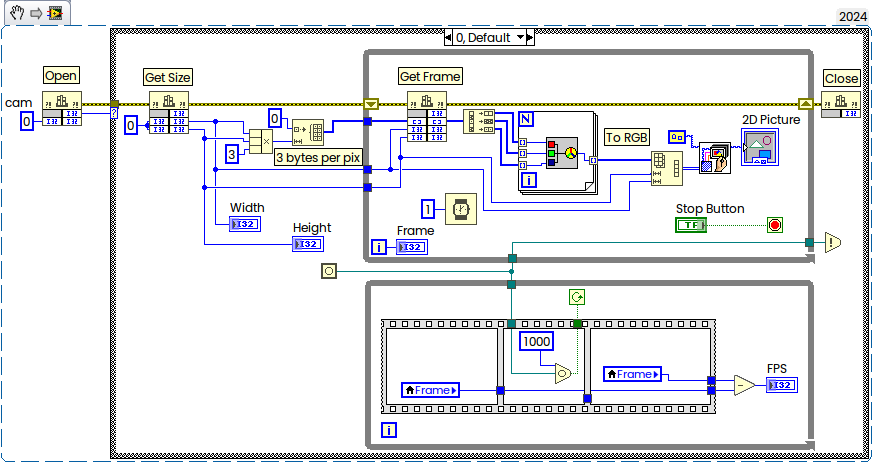 2024
0, Default
Open
Get Size
Get Frame
Close
cam
0
?!
?!
?!
?!
?
0
0
N
To RGB
2D Picture
3
3 bytes per pix
i
1
Stop Button
TF
Width
I32
Height
I32
i
Frame
I32
!
1000
Frame
Frame
FPS
I32
i